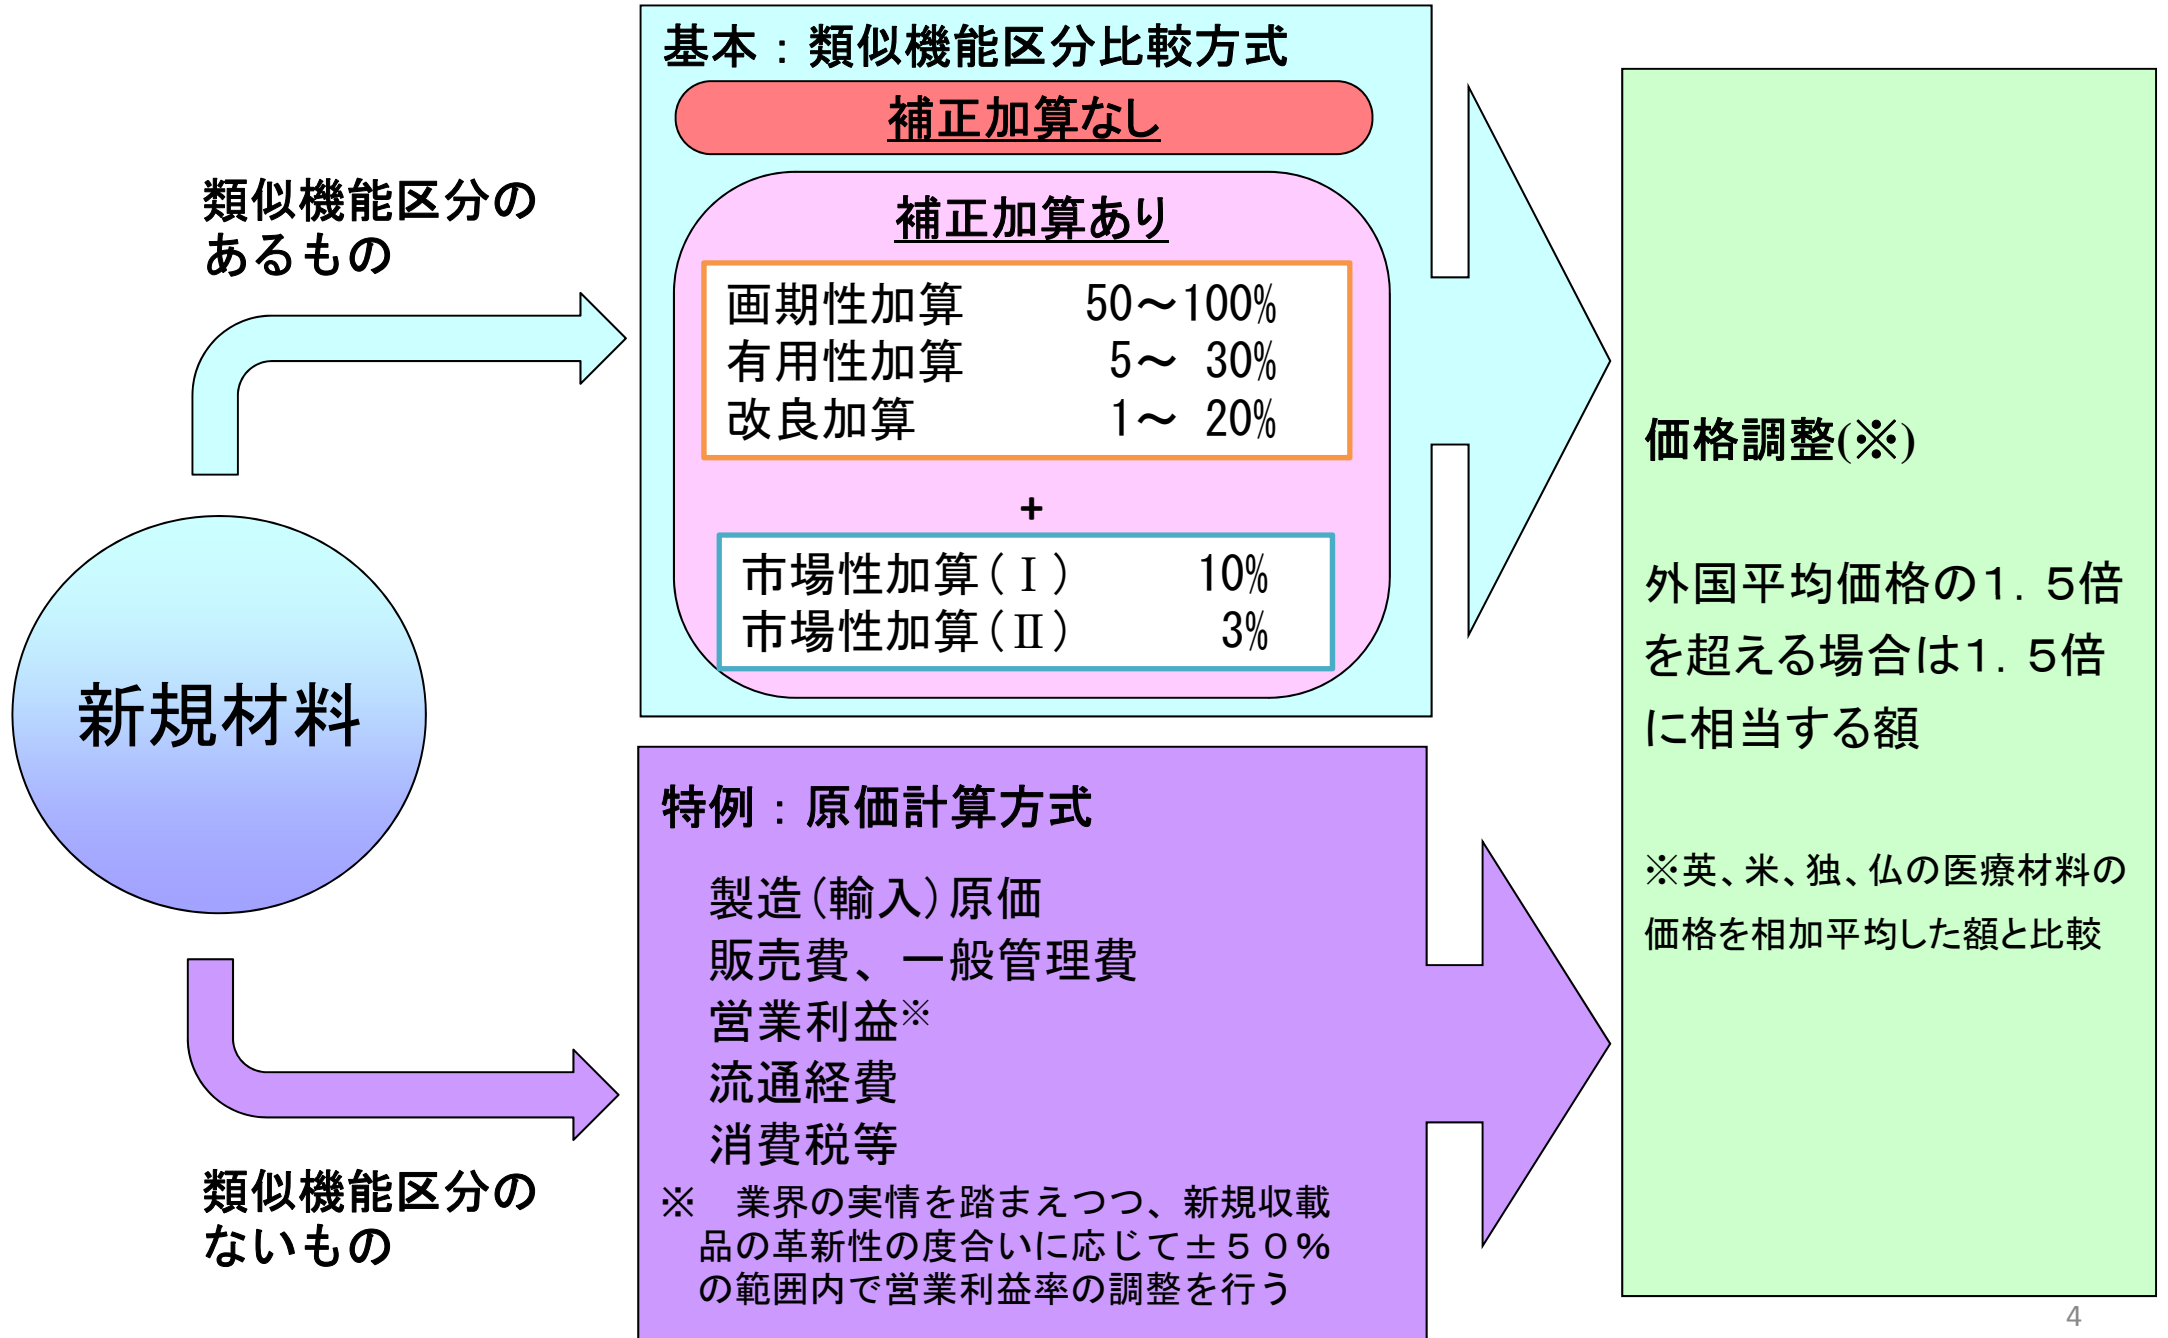 基本：類似機能区分比較方式
補正加算なし
補正加算あり
画期性加算 50～100%
有用性加算 5～ 30%
改良加算 1～ 20%
+
市場性加算（Ⅰ） 10%
市場性加算（Ⅱ） 3%
類似機能区分の
あるもの
新規材料
類似機能区分の
ないもの
特例：原価計算方式
製造（輸入）原価
販売費、一般管理費
営業利益※
流通経費
消費税等
※　業界の実情を踏まえつつ、新規収載
品の革新性の度合いに応じて±５０％
の範囲内で営業利益率の調整を行う
価格調整(※)
外国平均価格の１．５倍
を超える場合は１．５倍
に相当する額
※英、米、独、仏の医療材料の
価格を相加平均した額と比較
4